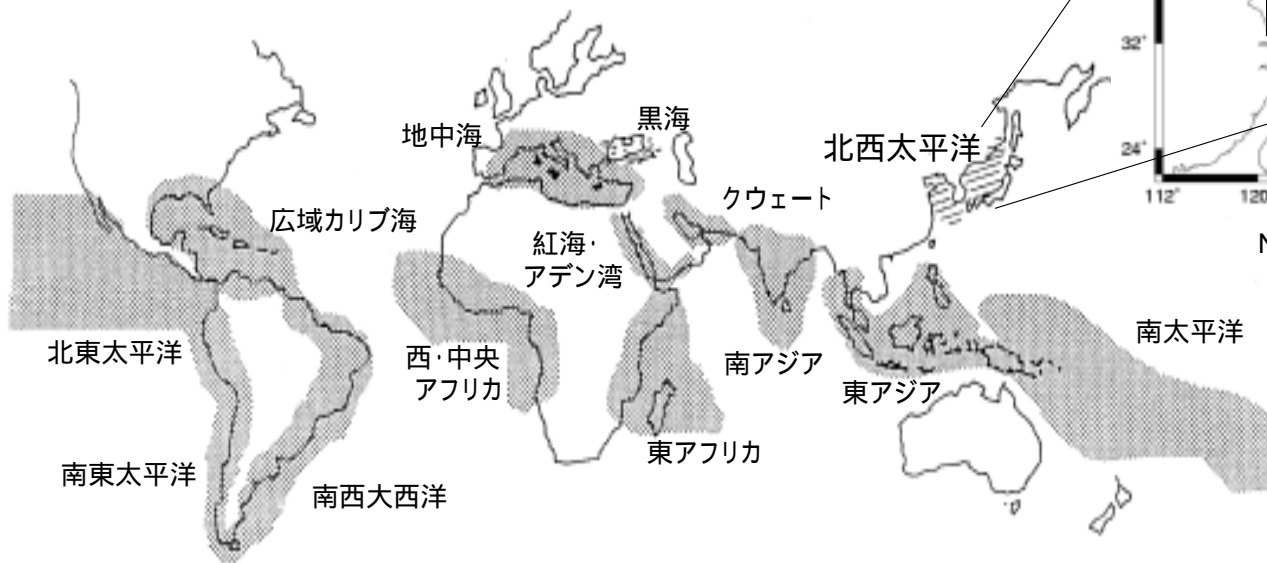 32°
24°
112°
120
N
地中海
黒海
北西太平洋
クウェート
広域カリブ海
紅海・
アデン湾
北東太平洋
西・中央
アフリカ
南アジア
東アジア
南太平洋
東アフリカ
南東太平洋
南西大西洋